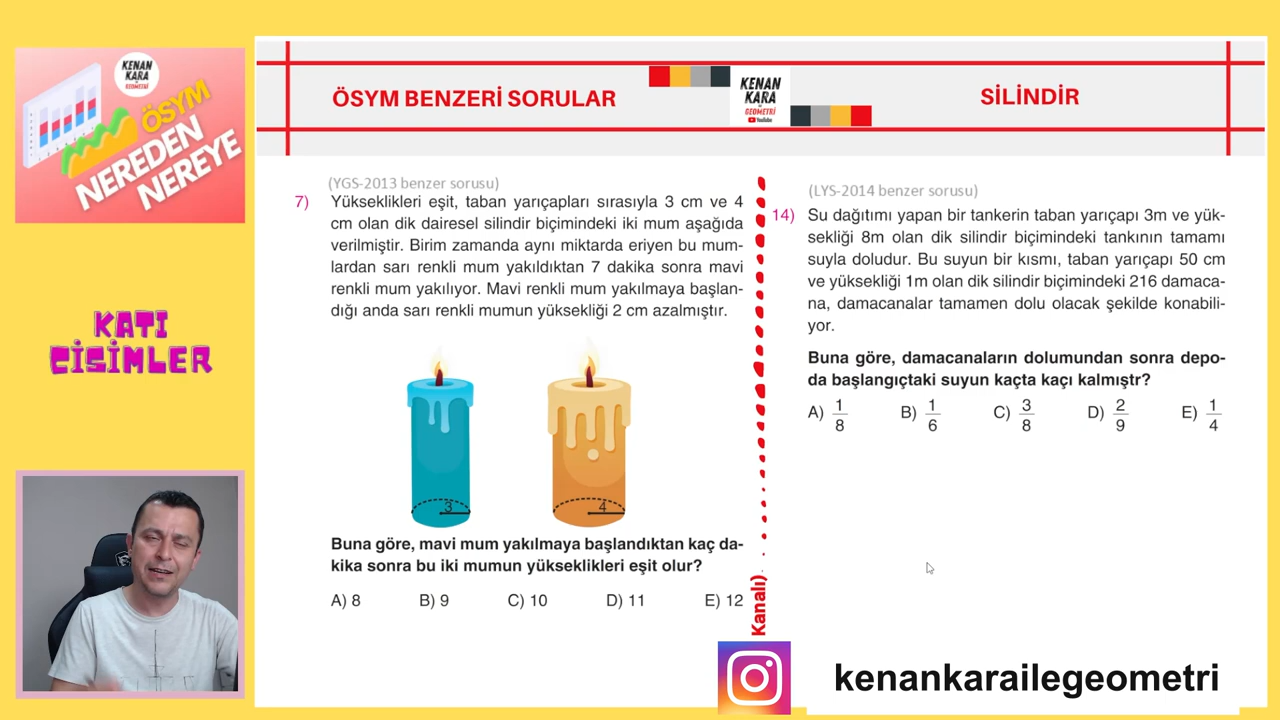 KENAN
KARA
ile
GEOMETRİ
ÖSYM
NEREDEN
NEREYE
KATI
CİSİMLER
ÖSYM BENZERİ SORULAR
KENAN
KARA
ile
GEOMETRİ
YouTube
SİLİNDİR
(YGS-2013 benzer sorusu)
7) Yükseklikleri eşit, taban yarıçapları sırasıyla 3 cm ve 4
cm olan dik dairesel silindir biçimindeki iki mum aşağıda
verilmiştir. Birim zamanda aynı miktarda eriyen bu mum-
lardan sarı renkli mum yakıldıktan 7 dakika sonra mavi
renkli mum yakılıyor. Mavi renkli mum yakılmaya başlan-
dığı anda sarı renkli mumun yüksekliği 2 cm azalmıştır.
3
4
Buna göre, mavi mum yakılmaya başlandıktan kaç da-
kika sonra bu iki mumun yükseklikleri eşit olur?
A) 8 B) 9 C) 10 D) 11 E) 12
Kanalı)
(LYS-2014 benzer sorusu)
14) Su dağıtımı yapan bir tankerin taban yarıçapı 3m ve yük-
sekliği 8m olan dik silindir biçimindeki tankının tamamı
suyla doludur. Bu suyun bir kısmı, taban yarıçapı 50 cm
ve yüksekliği 1m olan dik silindir biçimindeki 216 damaca-
na, damacanalar tamamen dolu olacak şekilde konabili-
yor.
Buna göre, damacanaların dolumundan sonra depo-
da başlangıçtaki suyun kaçta kaçı kalmıştr?
A) 1/8 B) 1/6 C) 3/8 D) 2/9 E) 1/4
kenankarailegeometri